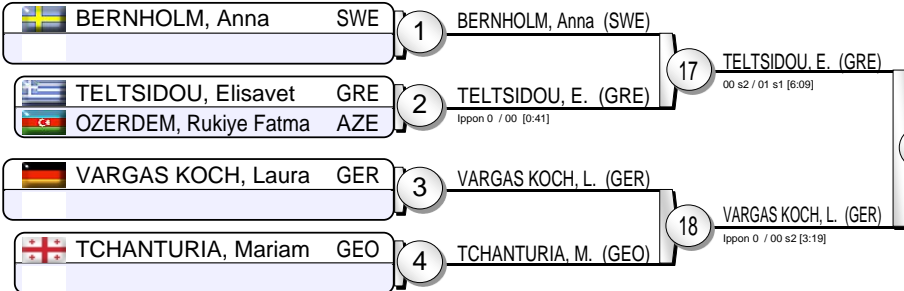 BERNHOLM, Anna SWE
1
BERNHOLM, Anna (SWE)
17
TELTSIDOU, E. (GRE)
00 s2 / 01 s1 [6:09]
TELTSIDOU, Elisavet GRE
OZERDEM, Rukiye Fatma AZE
2
TELTSIDOU, E. (GRE)
Ippon 0 / 00 [0:41]
VARGAS KOCH, Laura GER
3
VARGAS KOCH, L. (GER)
18
VARGAS KOCH, L. (GER)
Ippon 0 / 00 s2 [3:19]
TCHANTURIA, Mariam GEO
4
TCHANTURIA, M. (GEO)